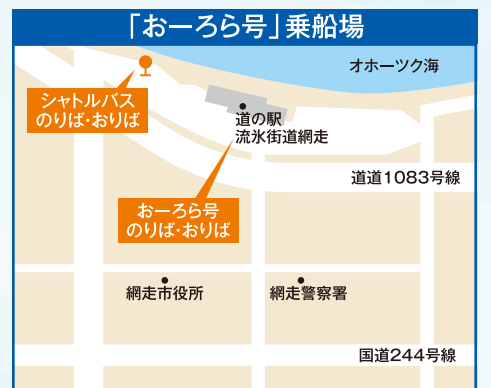 「おーろら号」乗船場
オホーツク海
シャトルバス
のりば・おりば
道の駅
流氷街道網走
道道1083号線
おーろら号
のりば・おりば
網走市役所
網走警察署
国道244号線